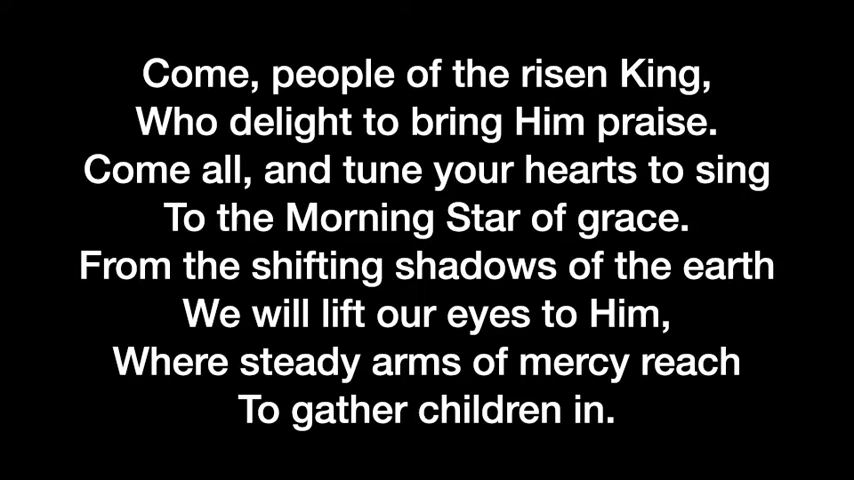 Come, people of the risen King,
Who delight to bring Him praise.
Come all, and tune your hearts to sing
To the Morning Star of grace.
From the shifting shadows of the earth
We will lift our eyes to Him,
Where steady arms of mercy reach
To gather children in.